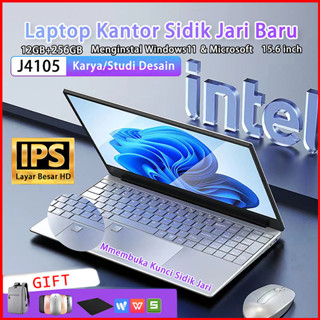 Laptop Kantor Sidik Jari Baru
12GB+256GB Menginstal Windows11 & Microsoft 15.6 inch
J4105 Karya/Studi Desain
intel
IPS
Layar Besar HD
Mmembuka Kunci Sidik Jari
GIFT
W W S